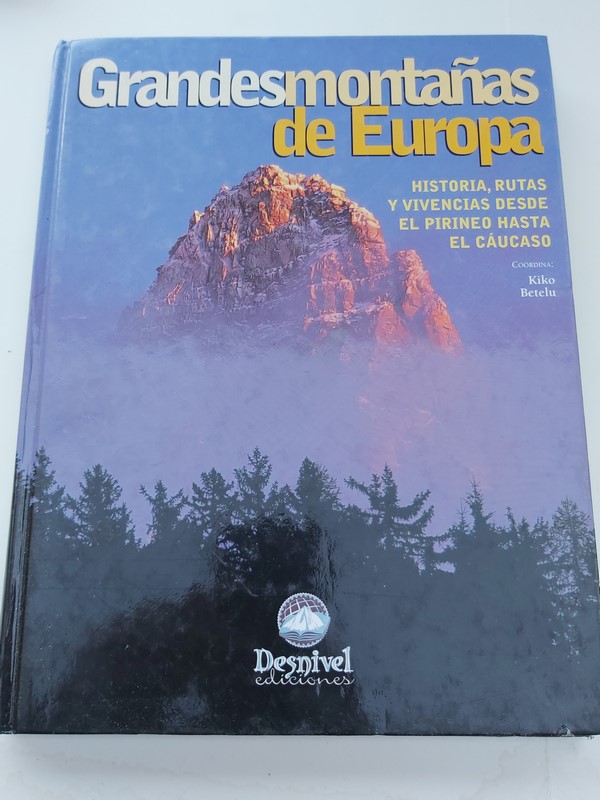 Grandesmontañas
de Europa
HISTORIA, RUTAS
Y VIVENCIAS DESDE
EL PIRINEO HASTA
EL CÁUCASO
COORDINA:
Kiko
Betelu
Desnivel
ediciones